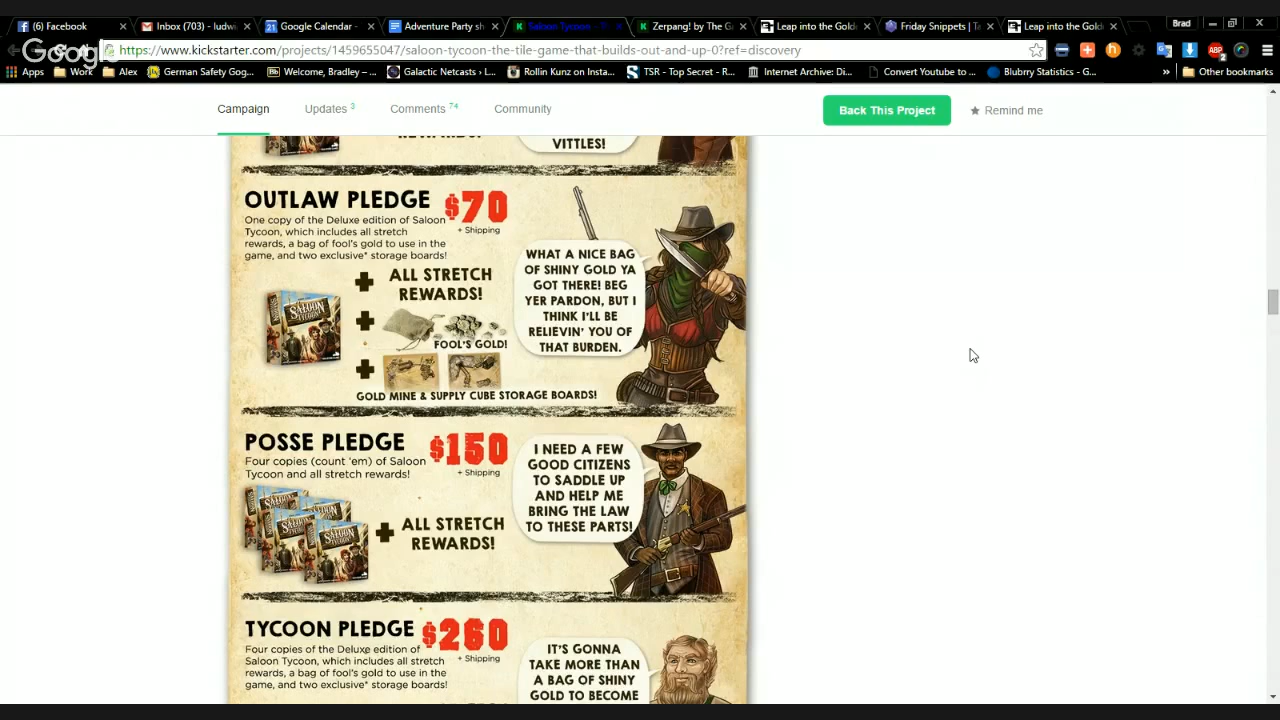 (1) Facebook
Inbox (703) - ludw
Google Calendar -
Adventure Party sh
Saloon Tycoon - Th
Zerpang! by The G
Leap into the Gold
Friday Snippets | Ta
Leap into the Gold
Brad
Google
https://www.kickstarter.com/projects/1459655047/saloon-tycoon-the-tile-game-that-builds-out-and-up-0?ref=discovery
Apps
Work
Alex
German Safety Gog...
Welcome, Bradley -...
Galactic Netcasts › L...
Rollin Kunz on Insta...
TSR - Top Secret - R...
Internet Archive: Di...
Convert Youtube to ...
Blubrry Statistics - G...
»
Other bookmarks
Campaign
Updates 3
Comments 74
Community
Back This Project
Remind me
VITTLES!
OUTLAW PLEDGE $70
+ Shipping
One copy of the Deluxe edition of Saloon
Tycoon, which includes all stretch
rewards, a bag of fool's gold to use in the
game, and two exclusive* storage boards!
+ ALL STRETCH
REWARDS!
SALOON
TYCOON
+
FOOL'S GOLD!
+
GOLD MINE & SUPPLY CUBE STORAGE BOARDS!
WHAT A NICE BAG
OF SHINY GOLD YA
GOT THERE! BEG
YER PARDON, BUT I
THINK I'LL BE
RELIEVIN' YOU OF
THAT BURDEN.
POSSE PLEDGE $150
+ Shipping
Four copies (count 'em) of Saloon
Tycoon and all stretch rewards!
+ ALL STRETCH
REWARDS!
I NEED A FEW
GOOD CITIZENS
TO SADDLE UP
AND HELP ME
BRING THE LAW
TO THESE PARTS!
TYCOON PLEDGE $260
+ Shipping
Four copies of the Deluxe edition of
Saloon Tycoon, which includes all stretch
rewards, a bag of fool's gold to use in the
game, and two exclusive* storage boards!
IT'S GONNA
TAKE MORE THAN
A BAG OF SHINY
GOLD TO BECOME